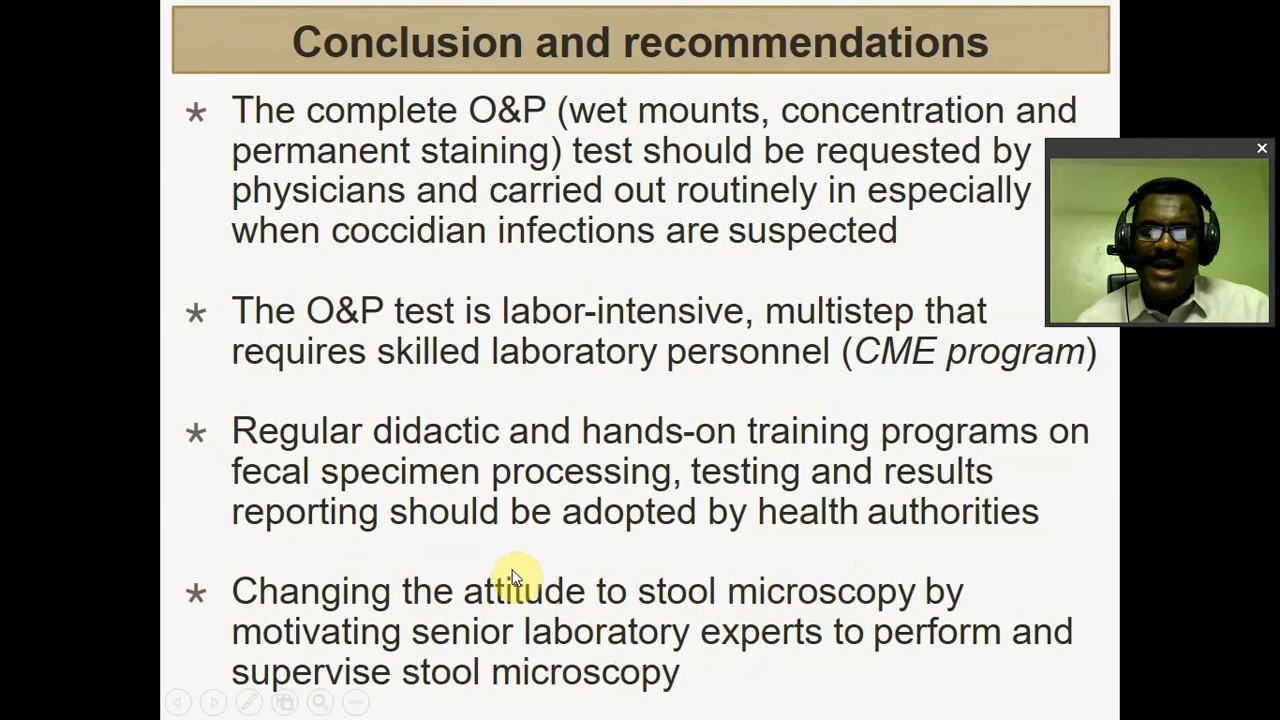 Conclusion and recommendations
* The complete O&P (wet mounts, concentration and
permanent staining) test should be requested by
physicians and carried out routinely in especially
when coccidian infections are suspected
* The O&P test is labor-intensive, multistep that
requires skilled laboratory personnel (CME program)
* Regular didactic and hands-on training programs on
fecal specimen processing, testing and results
reporting should be adopted by health authorities
* Changing the attitude to stool microscopy by
motivating senior laboratory experts to perform and
supervise stool microscopy